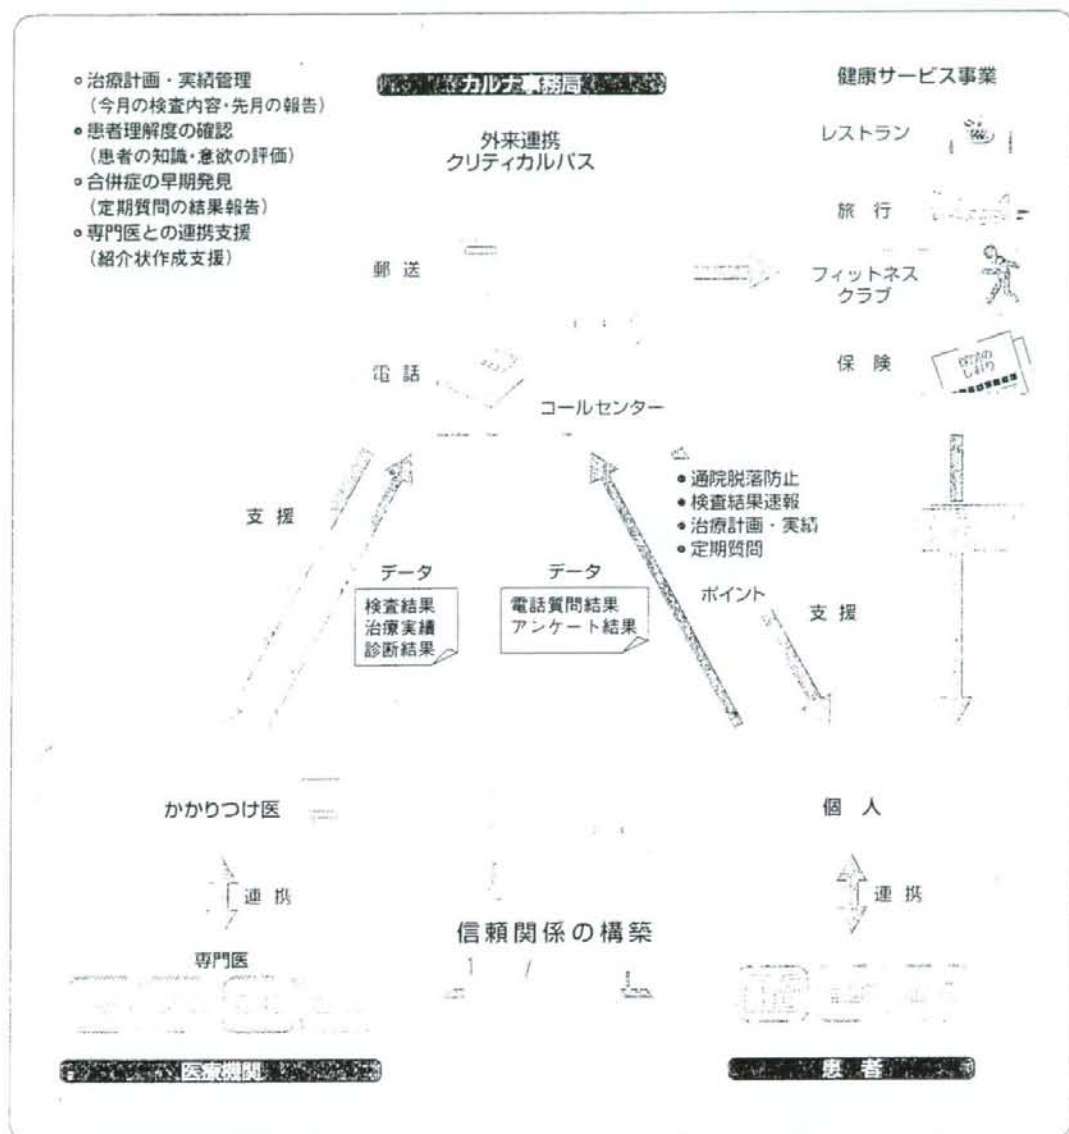 • 治療計画・実績管理
(今月の検査内容・先月の報告)
• 患者理解度の確認
(患者の知識・意欲の評価)
• 合併症の早期発見
(定期質問の結果報告)
• 専門医との連携支援
(紹介状作成支援)
カルナ事務局
外来連携
クリティカルパス
郵送
電話
コールセンター
健康サービス事業
レストラン
旅行
フィットネス
クラブ
保険
しおり
支援
データ
検査結果
治療実績
診断結果
データ
電話質問結果
アンケート結果
• 通院脱落防止
• 検査結果速報
• 治療計画・実績
• 定期質問
ポイント
支援
かかりつけ医
連携
専門医
医療機関
信頼関係の構築
個人
連携
患者